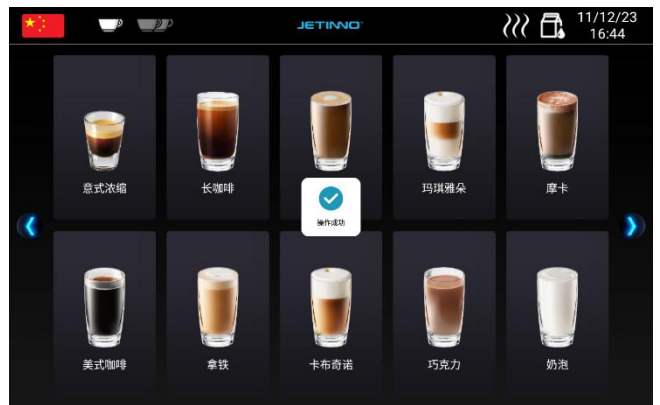 JETINNO
11/12/23
16:44
意式浓缩
长咖啡
玛琪雅朵
摩卡
操作成功
美式咖啡
拿铁
卡布奇诺
巧克力
奶泡